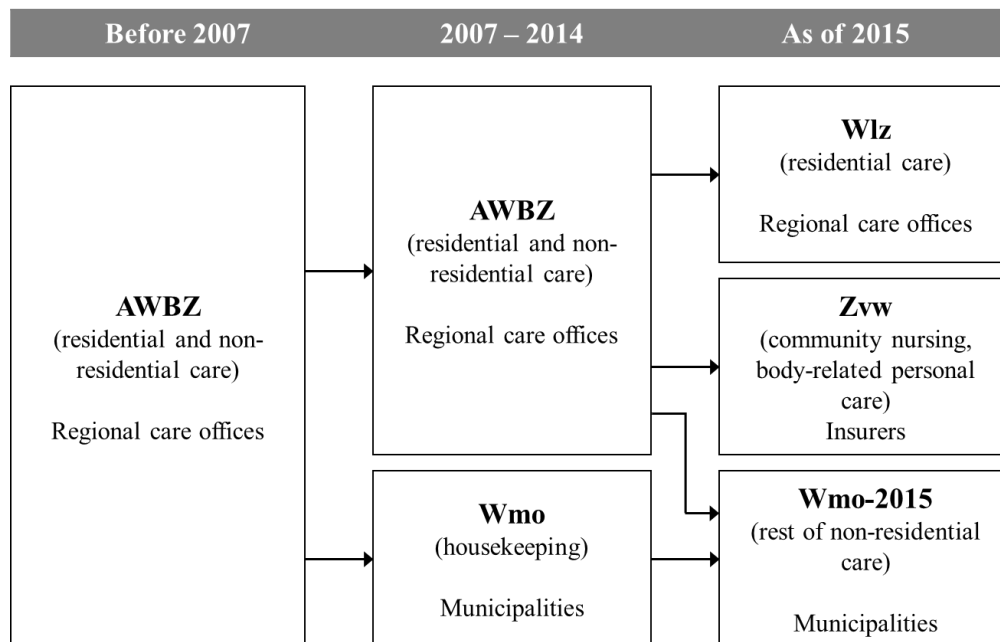 Before 2007
2007 – 2014
As of 2015
AWBZ
(residential and non-
residential care)
Regional care offices
AWBZ
(residential and non-
residential care)
Regional care offices
Wmo
(housekeeping)
Municipalities
Wlz
(residential care)
Regional care offices
Zvw
(community nursing,
body-related personal
care)
Insurers
Wmo-2015
(rest of non-residential
care)
Municipalities